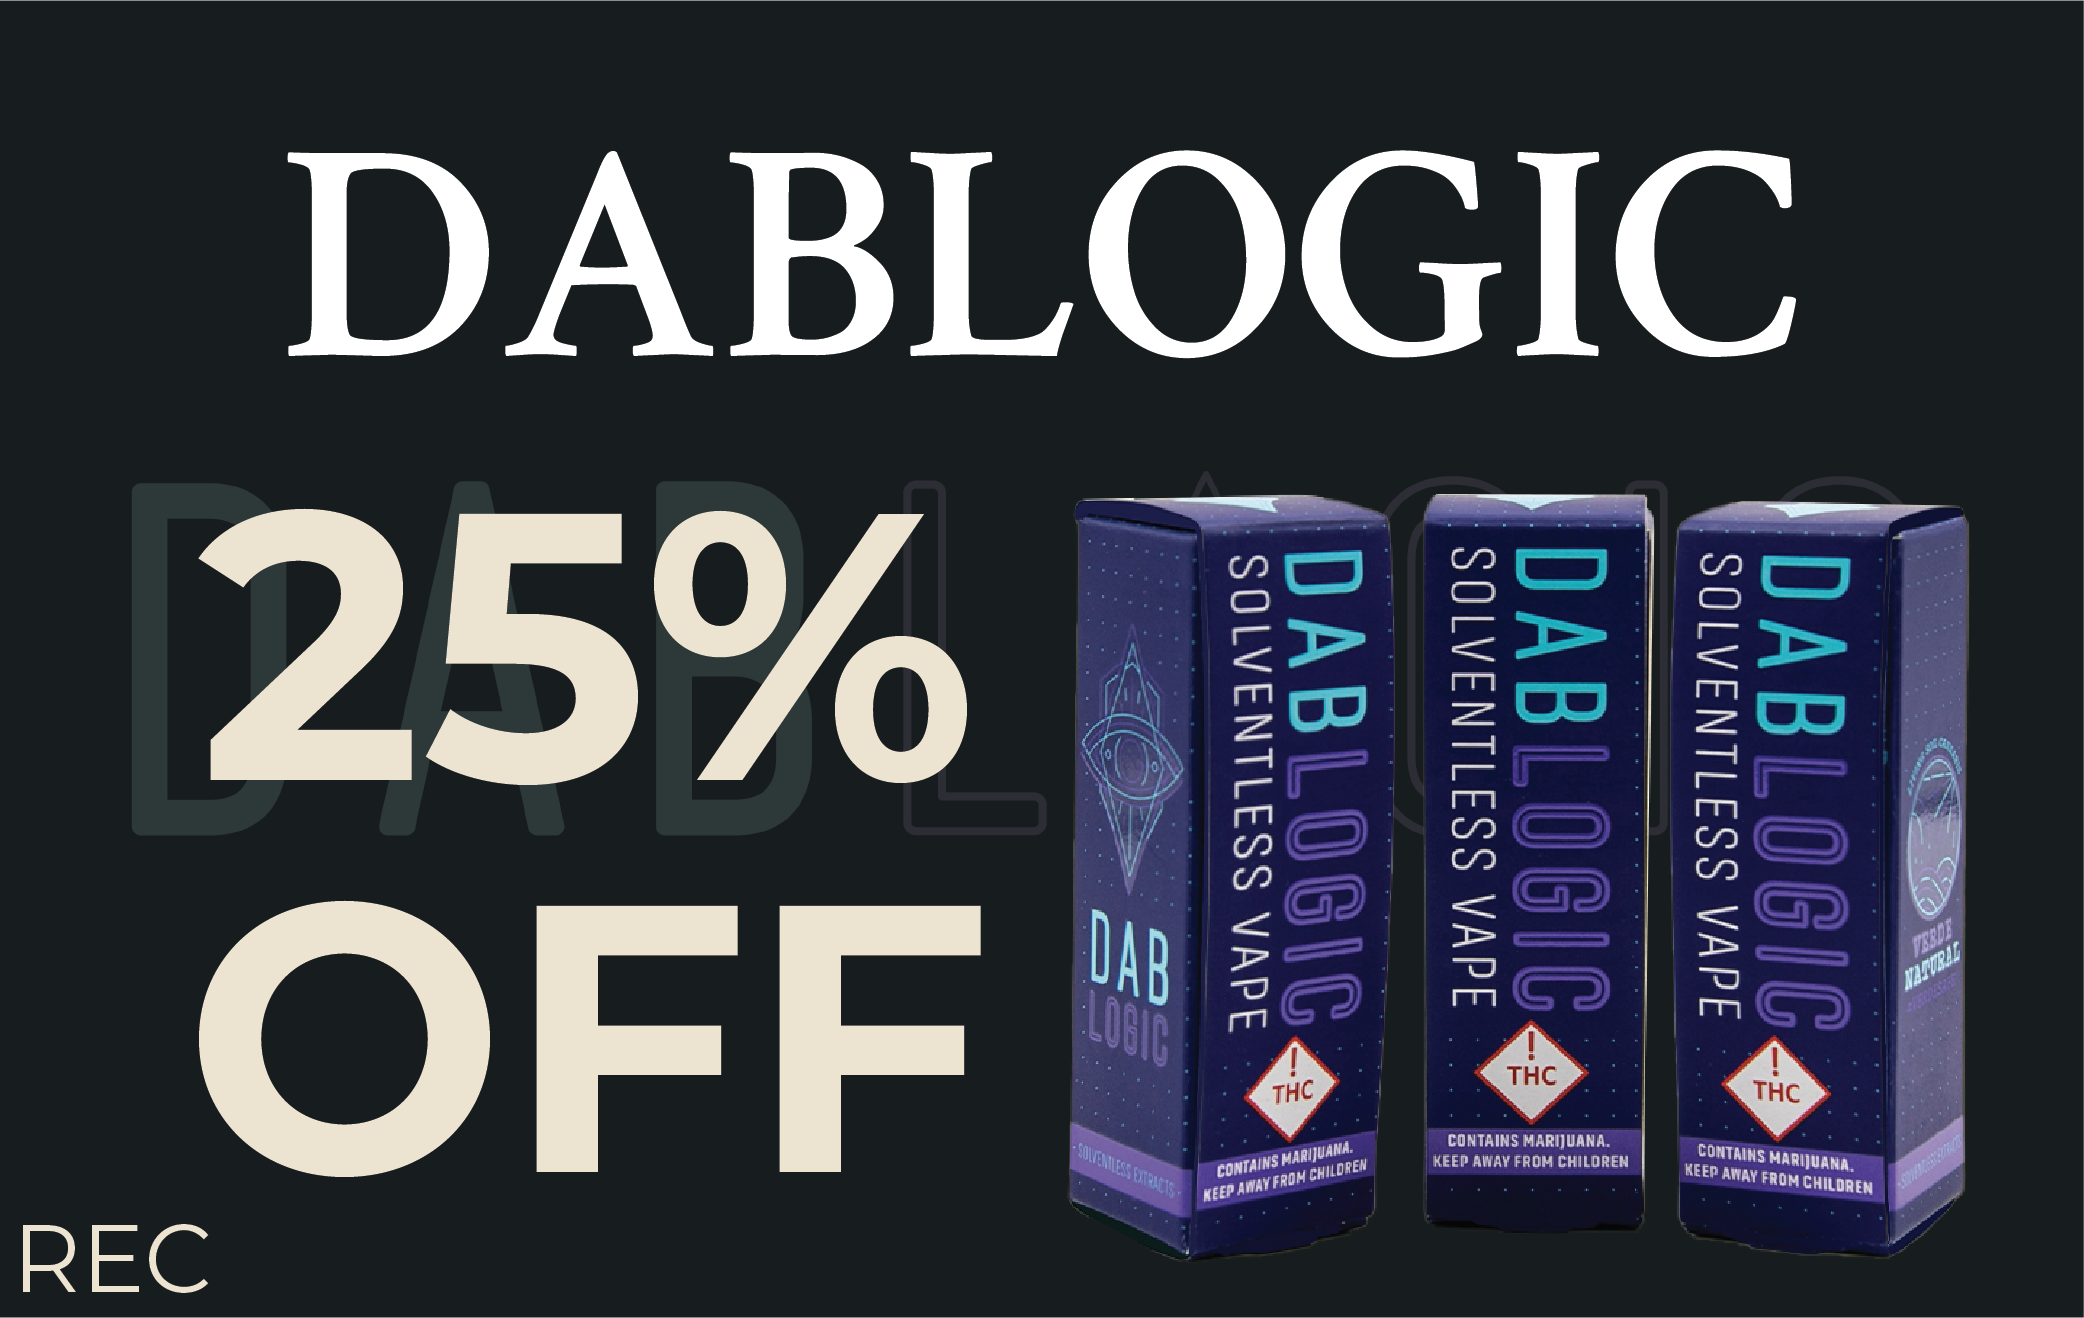 DABLOGIC
DABLOGIC
25%
OFF
REC
DAB
LOGIC
SOLVENTLESS EXTRACTS
DABLOGIC
SOLVENTLESS VAPE
!
THC
CONTAINS MARIJUANA.
KEEP AWAY FROM CHILDREN
DABLOGIC
SOLVENTLESS VAPE
!
THC
CONTAINS MARIJUANA.
KEEP AWAY FROM CHILDREN
DABLOGIC
SOLVENTLESS VAPE
!
THC
CONTAINS MARIJUANA.
KEEP AWAY FROM CHILDREN
VERDE
NATURAL
SOLVENTLESS EXTRACTS